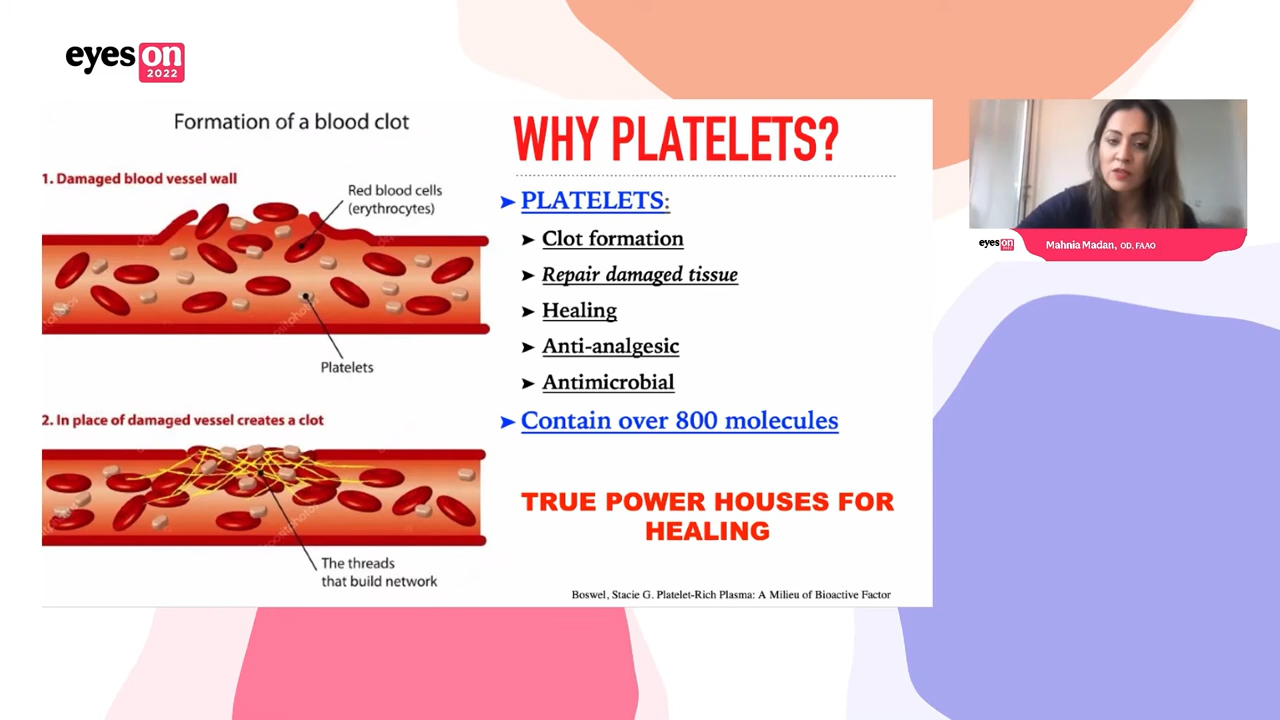 eyes on
2022
Formation of a blood clot
1. Damaged blood vessel wall
Red blood cells
(erythrocytes)
Platelets
2. In place of damaged vessel creates a clot
The threads
that build network
WHY PLATELETS?
➤ PLATELETS:
➤ Clot formation
➤ Repair damaged tissue
➤ Healing
➤ Anti-analgesic
➤ Antimicrobial
➤ Contain over 800 molecules
TRUE POWER HOUSES FOR
HEALING
Boswel, Stacie G. Platelet-Rich Plasma: A Milieu of Bioactive Factor
eyes on
Mahnia Madan, OD, FAAO